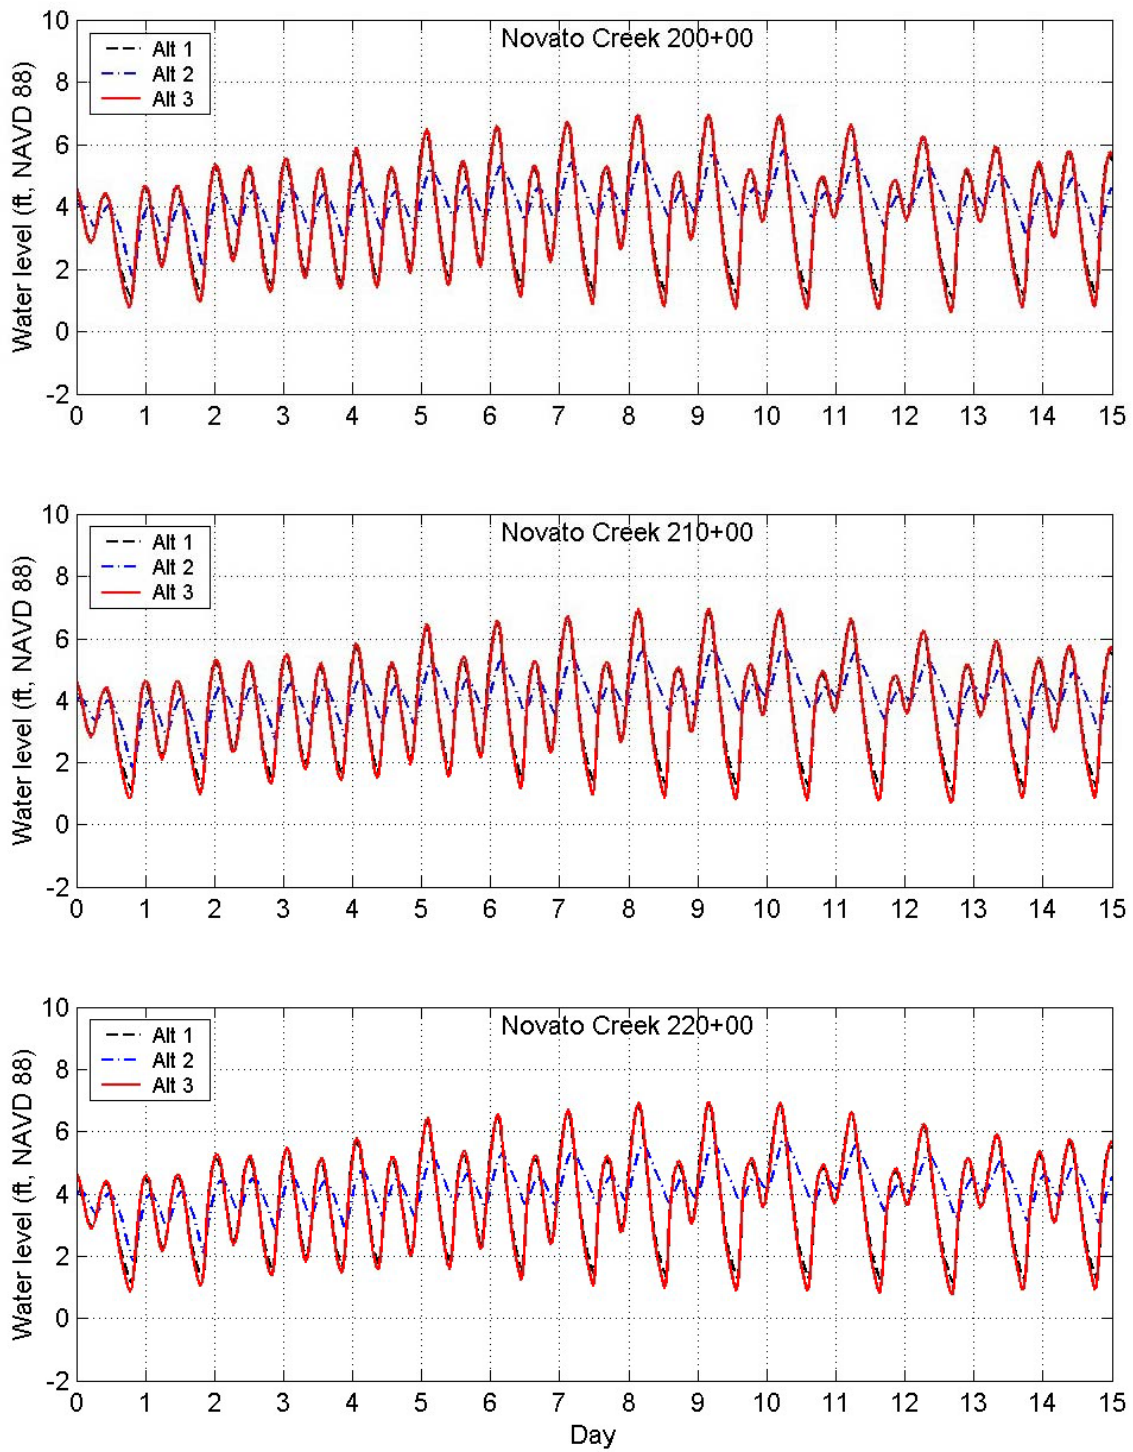 Novato Creek 200+00
Alt 1
Alt 2
Alt 3
Water level (ft, NAVD 88)
10
8
6
4
2
0
-2
0 1 2 3 4 5 6 7 8 9 10 11 12 13 14 15
Novato Creek 210+00
Alt 1
Alt 2
Alt 3
Water level (ft, NAVD 88)
10
8
6
4
2
0
-2
0 1 2 3 4 5 6 7 8 9 10 11 12 13 14 15
Novato Creek 220+00
Alt 1
Alt 2
Alt 3
Water level (ft, NAVD 88)
10
8
6
4
2
0
-2
0 1 2 3 4 5 6 7 8 9 10 11 12 13 14 15
Day